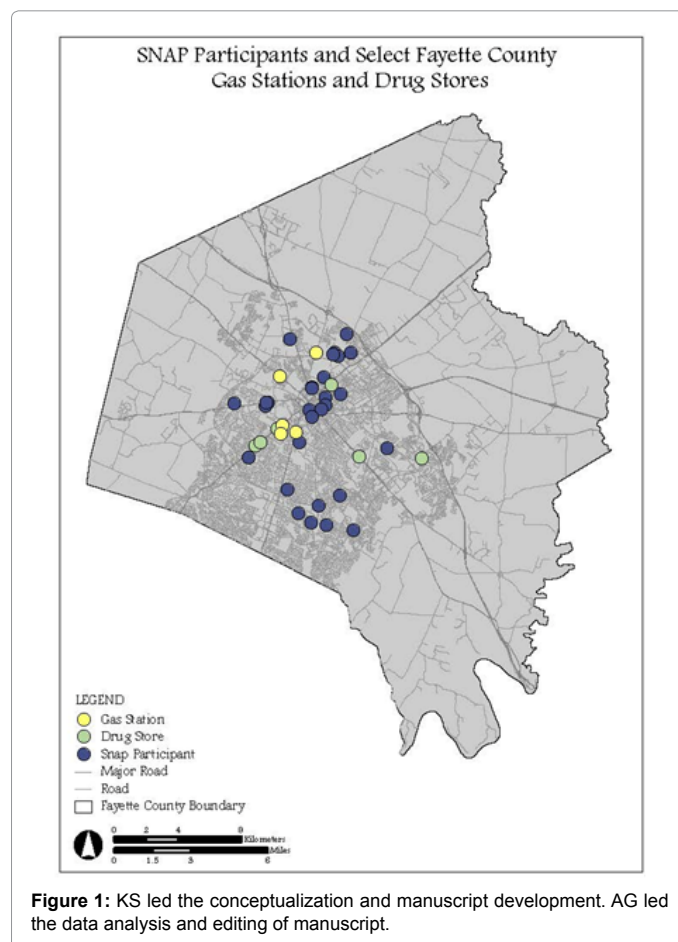 SNAP Participants and Select Fayette County
Gas Stations and Drug Stores
LEGEND
Gas Station
Drug Store
Snap Participant
Major Road
Road
Fayette County Boundary
0 2 4 8
Kilometers
Miles
0 1.5 3 6
Figure 1: KS led the conceptualization and manuscript development. AG led
the data analysis and editing of manuscript.